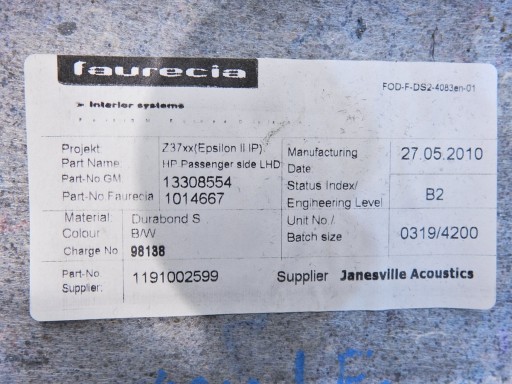 faurecia
FOD-F-DS2-4083en-01
Interior systems
Projekt: Z37xx(Epsilon II IP)
Part Name: HP Passenger side LHD
Part-No GM: 13308554
Part-No Faurecia 1014667
Manufacturing Date: 27.05.2010
Status Index/ Engineering Level B2
Material: Durabond S
Colour B/W
Charge No 98138
Unit No / Batch size 0319/4200
Part-No Supplier: 1191002599
Supplier Janesville Acoustics